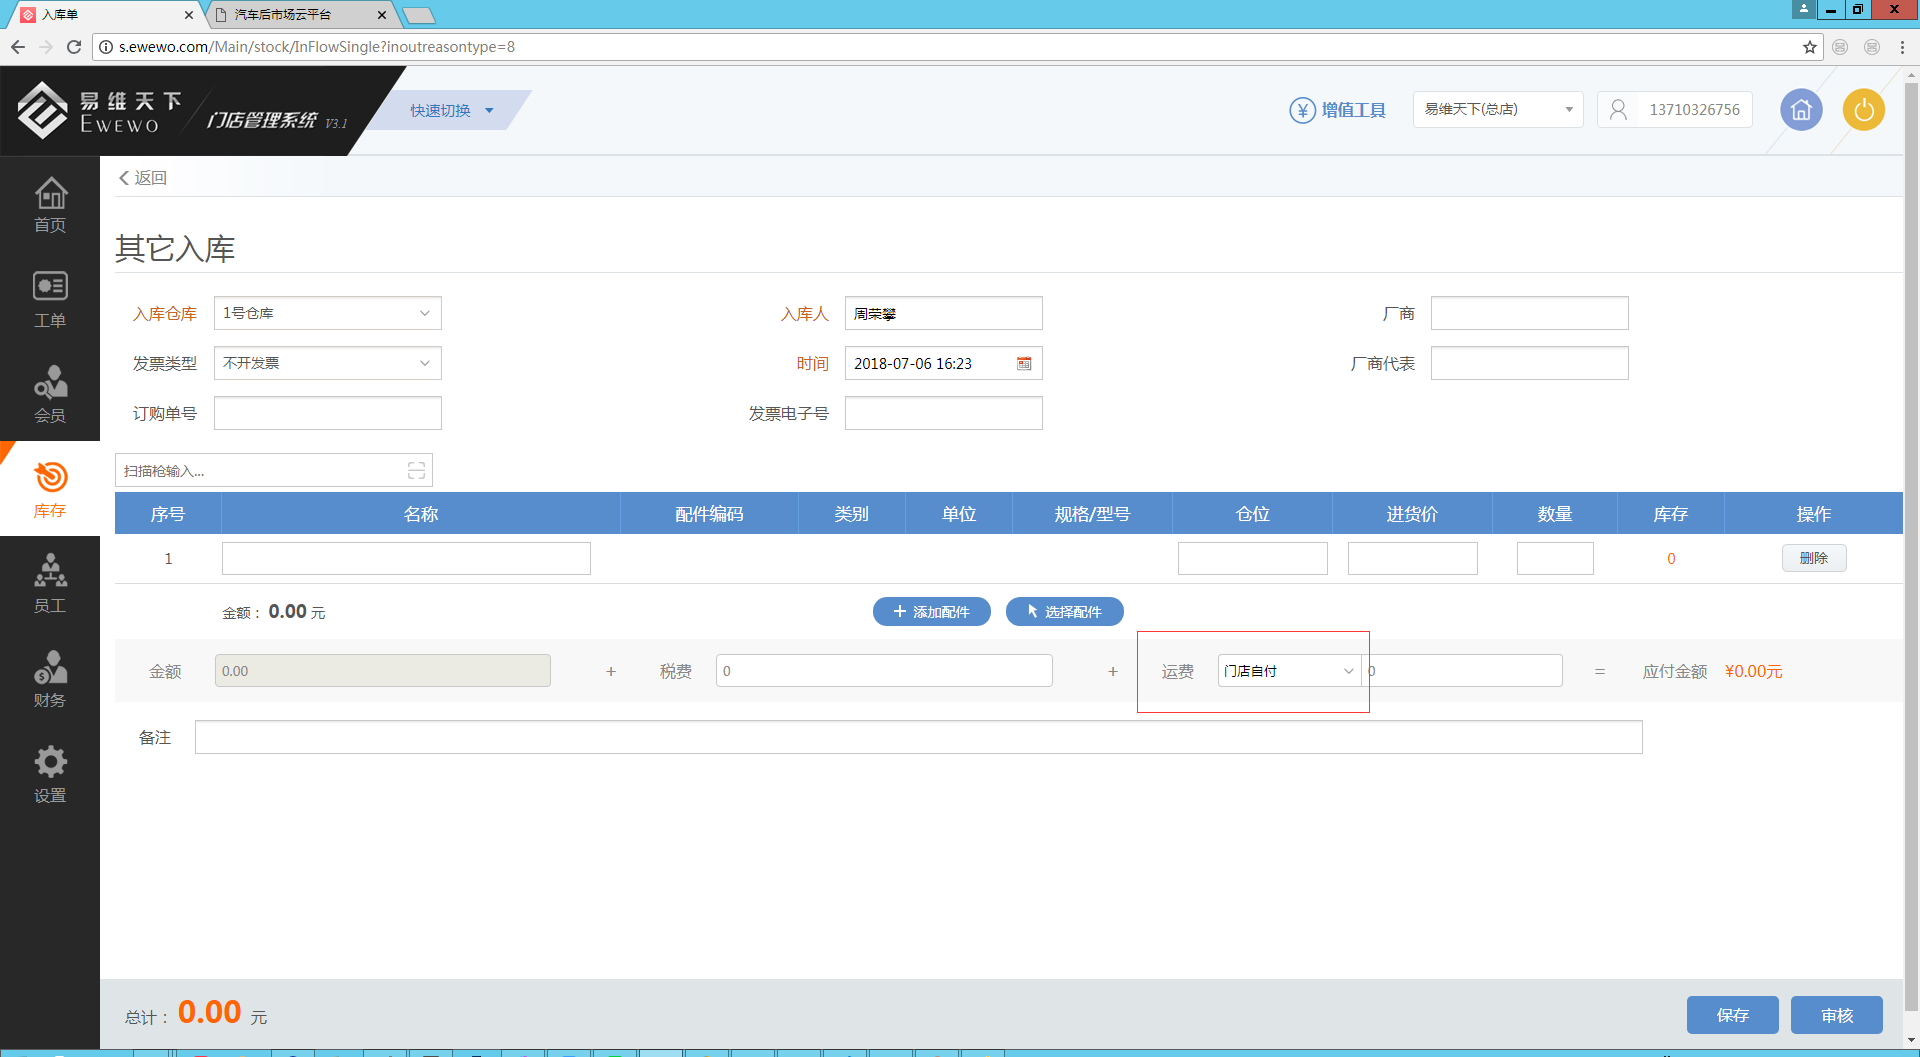 入库单
汽车后市场云平台
s.ewewo.com/Main/stock/InFlowSingle?inoutreasontype=8
易维天下
EWEWO
门店管理系统 V3.1
快速切换
增值工具
易维天下(总店)
13710326756
返回
首页
工单
会员
库存
员工
财务
设置
其它入库
入库仓库 1号仓库 入库人 周荣攀 厂商
发票类型 不开发票 时间 2018-07-06 16:23 厂商代表
订购单号 发票电子号
扫描枪输入...
序号 名称 配件编码 类别 单位 规格/型号 仓位 进货价 数量 库存 操作
1 0 删除
金额： 0.00 元 + 添加配件 选择配件
金额 0.00 + 税费 0 + 运费 门店自付 0 = 应付金额 ¥0.00元
备注
总计： 0.00 元 保存 审核